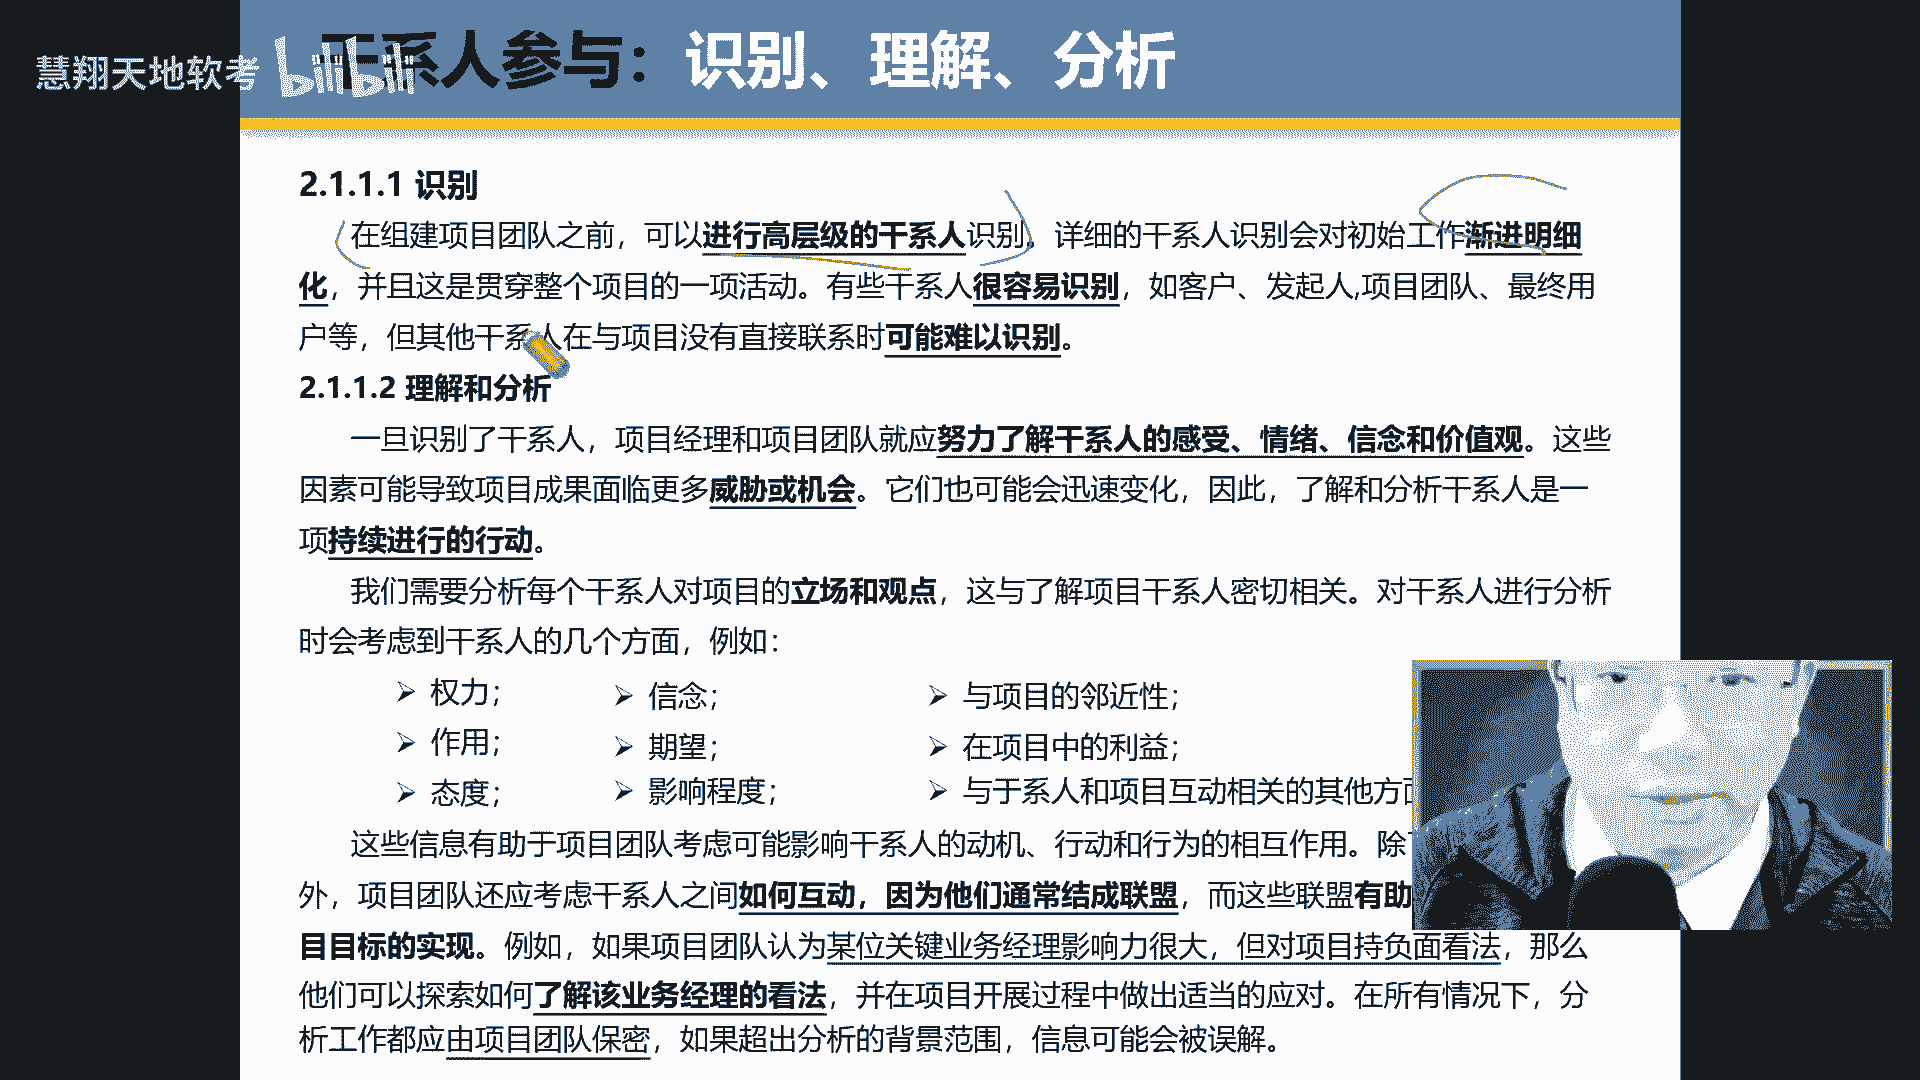 慧翔天地软考
bilibili
干系人参与：识别、理解、分析
2.1.1.1 识别
在组建项目团队之前，可以进行高层级的干系人识别。详细的干系人识别会对初始工作渐进明细
化，并且这是贯穿整个项目的一项活动。有些干系人很容易识别，如客户、发起人,项目团队、最终用
户等，但其他干系人在与项目没有直接联系时可能难以识别。
2.1.1.2 理解和分析
一旦识别了干系人，项目经理和项目团队就应努力了解干系人的感受、情绪、信念和价值观。这些
因素可能导致项目成果面临更多威胁或机会。它们也可能会迅速变化，因此，了解和分析干系人是一
项持续进行的行动。
我们需要分析每个干系人对项目的立场和观点，这与了解项目干系人密切相关。对干系人进行分析
时会考虑到干系人的几个方面，例如：
➢ 权力；
➢ 信念；
➢ 与项目的邻近性；
➢ 作用；
➢ 期望；
➢ 在项目中的利益；
➢ 态度；
➢ 影响程度；
➢ 与于系人和项目互动相关的其他方面
这些信息有助于项目团队考虑可能影响干系人的动机、行动和行为的相互作用。除
外，项目团队还应考虑干系人之间如何互动，因为他们通常结成联盟，而这些联盟有助
目目标的实现。例如，如果项目团队认为某位关键业务经理影响力很大，但对项目持负面看法，那么
他们可以探索如何了解该业务经理的看法，并在项目开展过程中做出适当的应对。在所有情况下，分
析工作都应由项目团队保密，如果超出分析的背景范围，信息可能会被误解。